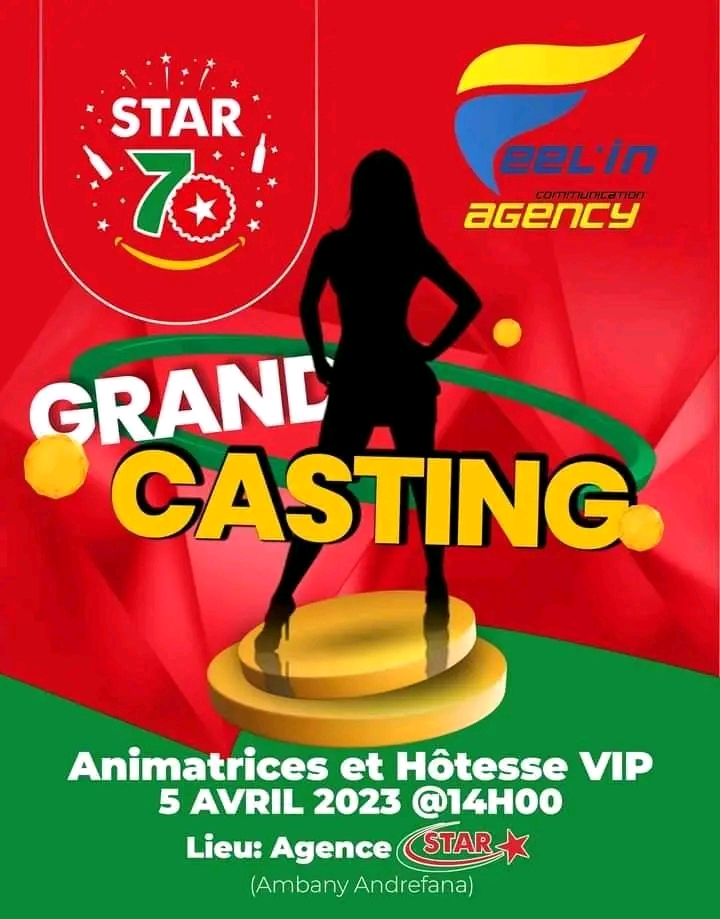 STAR
70
Feel'in
communication
agency
GRAND
CASTING
Animatrices et Hôtesse VIP
5 AVRIL 2023 @14H00
Lieu: Agence STAR
(Ambany Andrefana)